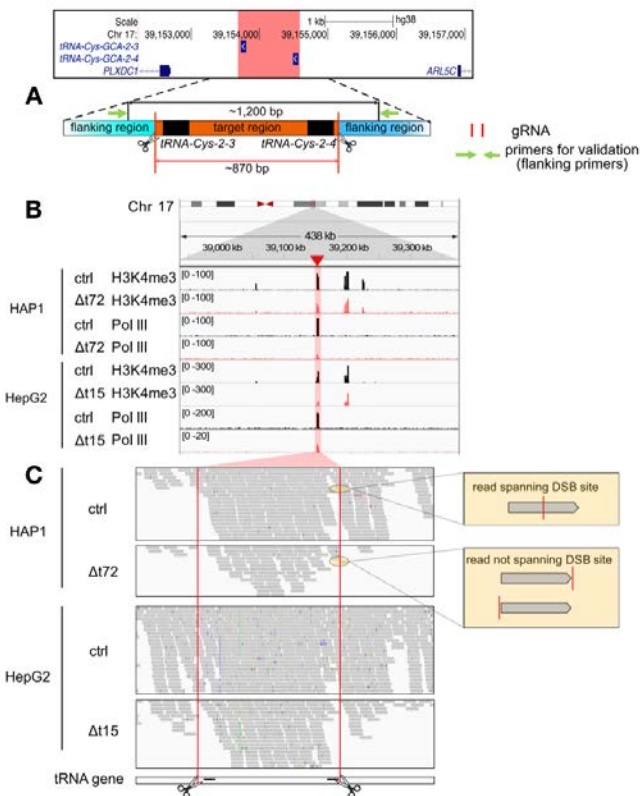 Scale
1 kb
hg38
Chr 17:
39,153,000
39,154,000
39,155,000
39,156,000
39,157,000
tRNA-Cys-GCA-2-3
tRNA-Cys-GCA-2-4
PLXDC1
ARL5C
A
~1,200 bp
flanking region
target region
flanking region
tRNA-Cys-2-3
tRNA-Cys-2-4
~870 bp
gRNA
primers for validation
(flanking primers)
B
Chr 17
438 kb
39,000 kb
39,100 kb
39,200 kb
39,300 kb
HAP1
ctrl H3K4me3 [0 -100]
Δt72 H3K4me3 [0 -100]
ctrl Pol III [0 -100]
Δt72 Pol III [0 -100]
HepG2
ctrl H3K4me3 [0 -300]
Δt15 H3K4me3 [0 -300]
ctrl Pol III [0 -200]
Δt15 Pol III [0 -20]
C
HAP1
ctrl
Δt72
read spanning DSB site
read not spanning DSB site
HepG2
ctrl
Δt15
tRNA gene